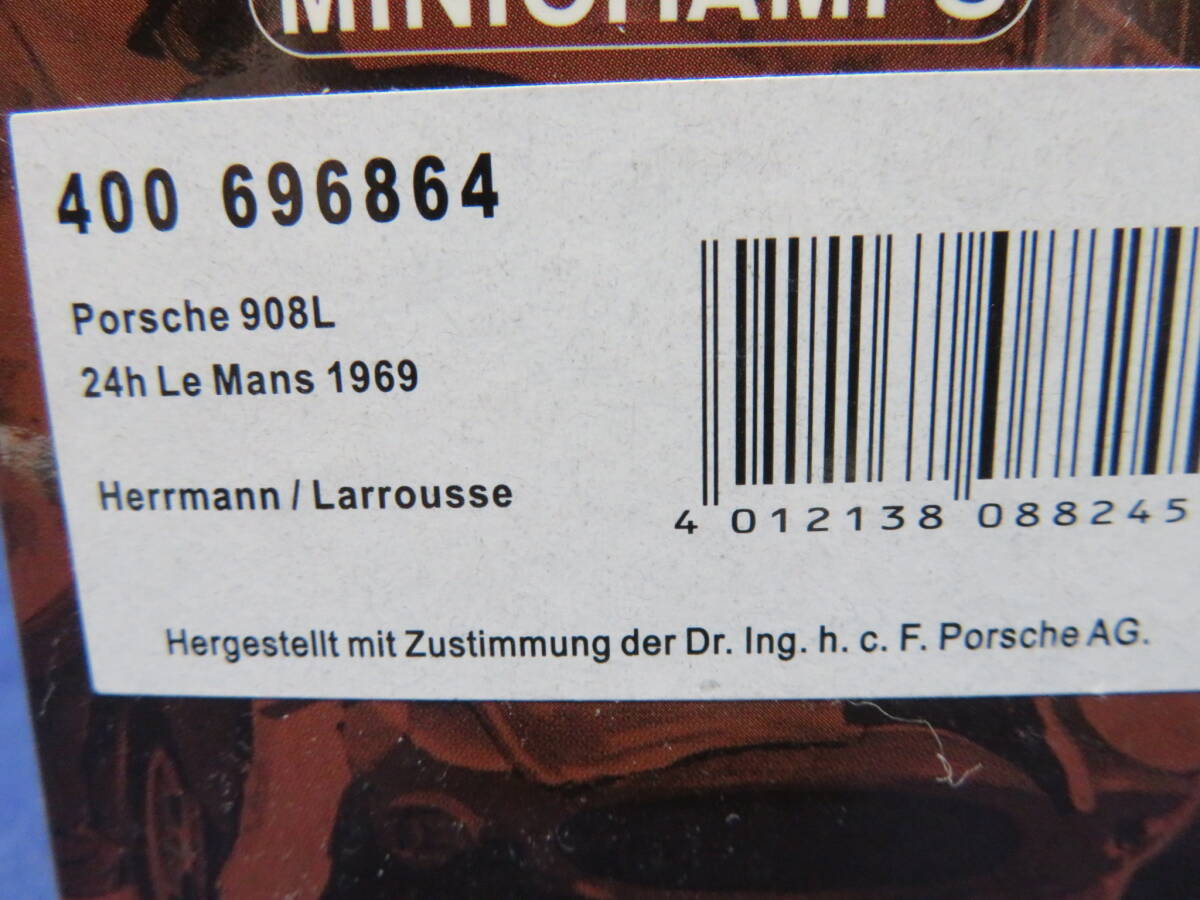 MINICHAMPS
400 696864
Porsche 908L
24h Le Mans 1969
Herrmann / Larrousse
4 012138 088245
Hergestellt mit Zustimmung der Dr. Ing. h. c. F. Porsche AG.